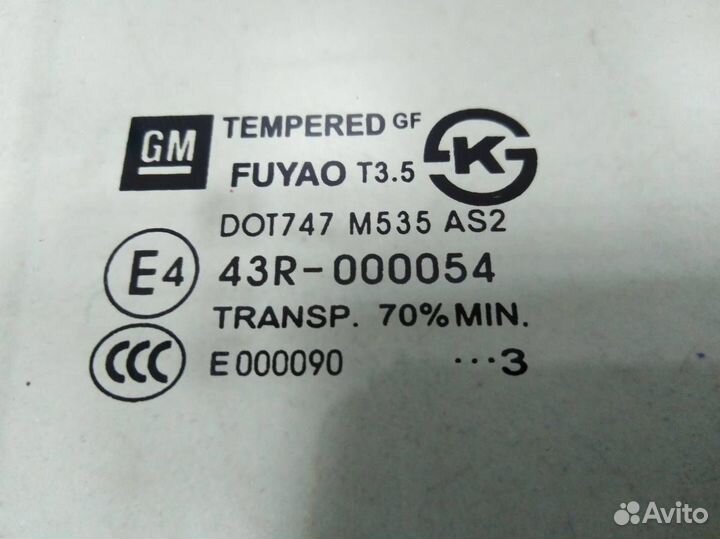 GM
TEMPERED GF
FUYAO T3.5
K
DOT747 M535 AS2
E4 43R-000054
TRANSP. 70% MIN.
CCC E000090 ···3
Avito